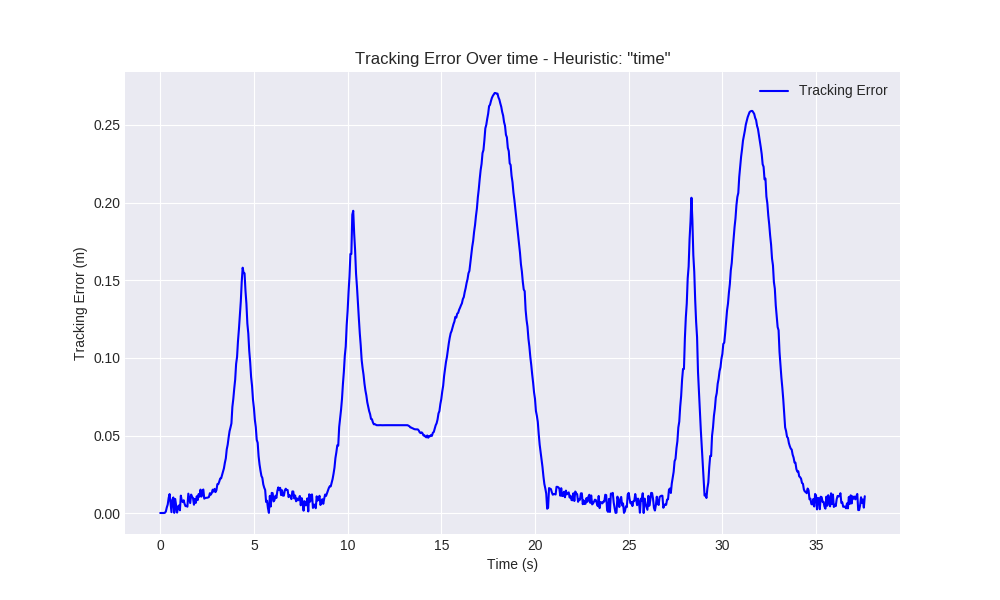 Tracking Error Over time - Heuristic: "time"
Tracking Error
0.25
0.20
0.15
0.10
0.05
0.00
Tracking Error (m)
0 5 10 15 20 25 30 35
Time (s)